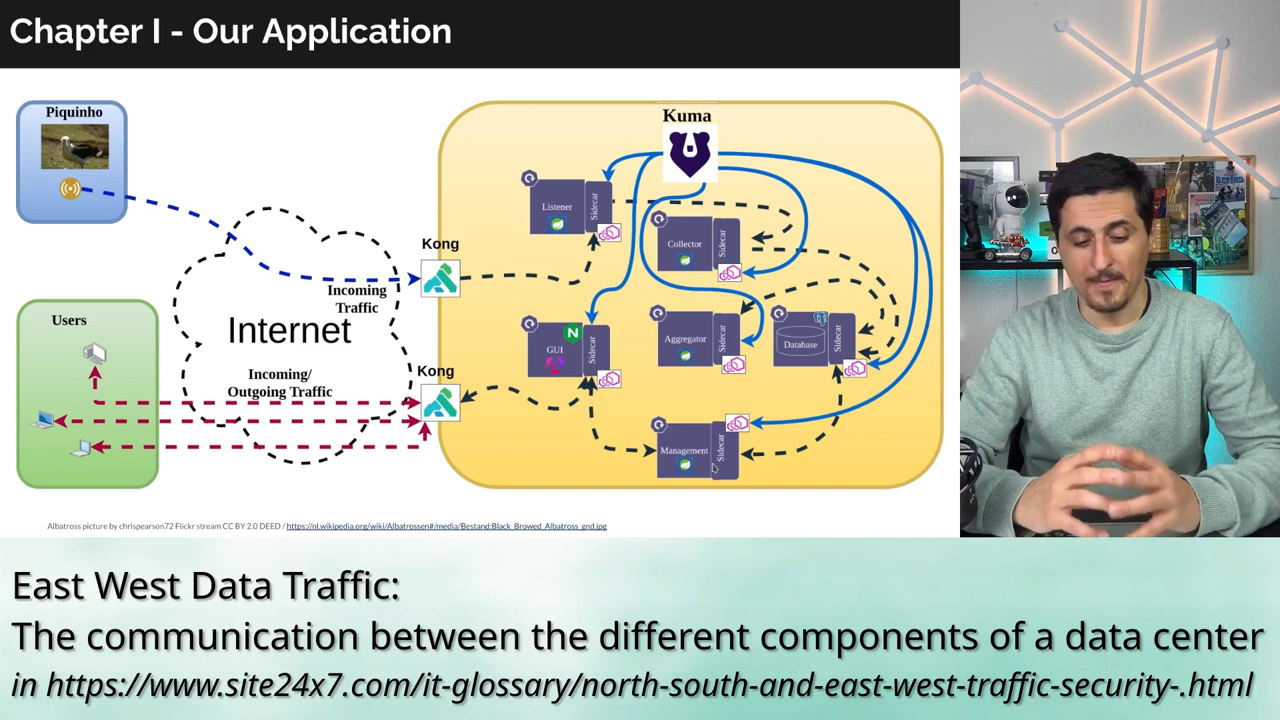 Chapter I - Our Application
Piquinho
Kuma
Listener
Sidecar
Collector
Sidecar
Kong
Incoming
Traffic
Users
Internet
GUI
Sidecar
Aggregator
Sidecar
Database
Sidecar
Incoming/
Outgoing Traffic
Kong
Management
Sidecar
Albatross picture by chrispearson72 Flickr stream CC BY 2.0 DEED / https://nl.wikipedia.org/wiki/Albatrossen#/media/Bestand:Black_Browed_Albatross_gnd.jpg
East West Data Traffic:
The communication between the different components of a data center
in https://www.site24x7.com/it-glossary/north-south-and-east-west-traffic-security-.html